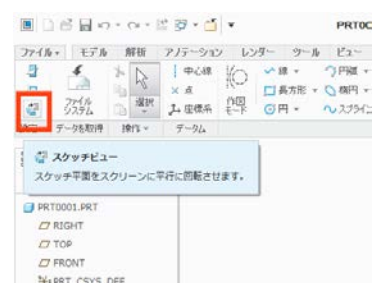 PRT0C
ファイル▼ モデル 解析 アノテーション レンダー ツール ビュー
中心線 線 円弧
点 長方形 楕円
ファイルシステム 選択 座標系 作図モード 円 スプライン
データを取得 操作 データム
スケッチビュー
スケッチ平面をスクリーンに平行に回転させます。
PRT0001.PRT
RIGHT
TOP
FRONT
PRT_CSYS_DEF